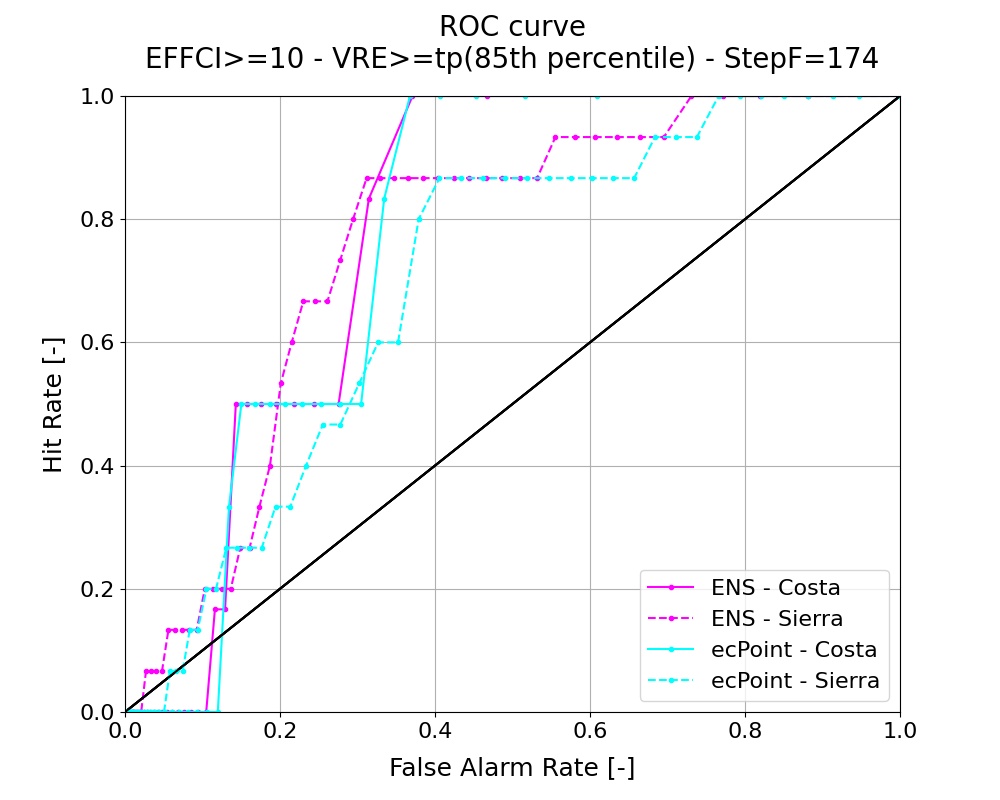 ROC curve
EFFCI>=10 - VRE>=tp(85th percentile) - StepF=174
1.0
0.8
0.6
0.4
0.2
0.0
Hit Rate [-]
0.0 0.2 0.4 0.6 0.8 1.0
False Alarm Rate [-]
ENS - Costa
ENS - Sierra
ecPoint - Costa
ecPoint - Sierra